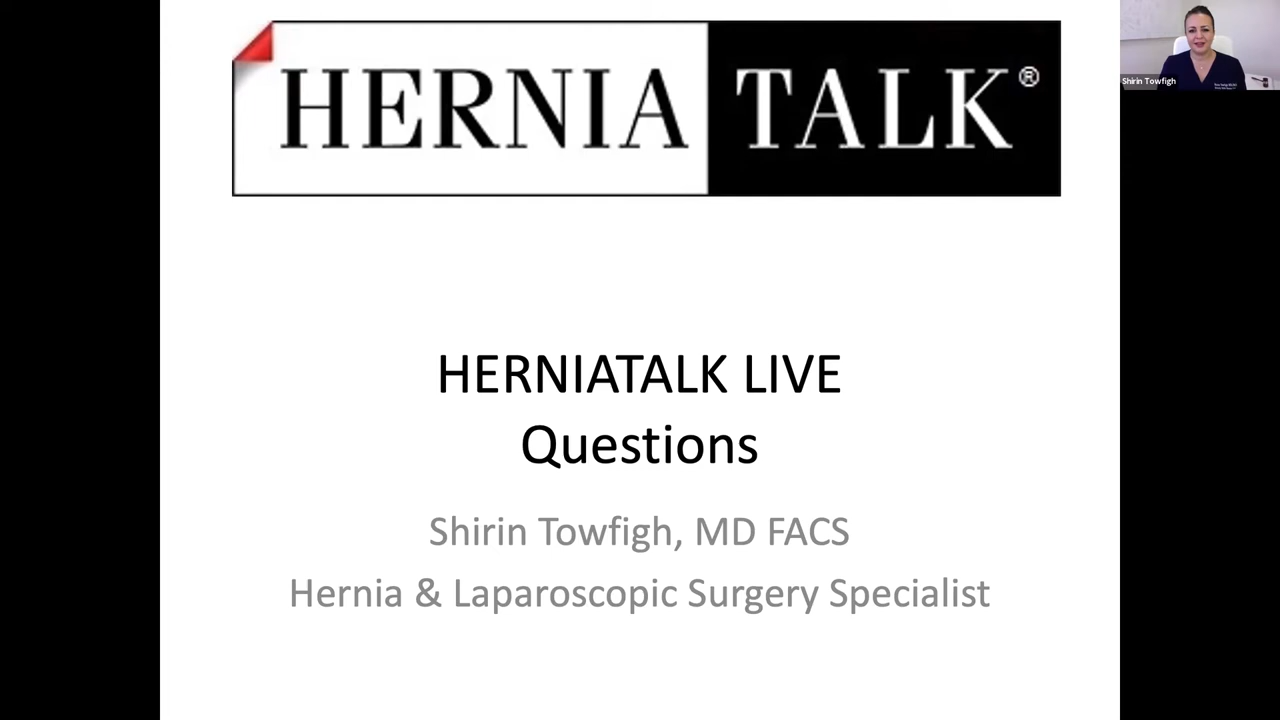 HERNIA TALK®
Shirin Towfigh
HERNIATALK LIVE
Questions
Shirin Towfigh, MD FACS
Hernia & Laparoscopic Surgery Specialist